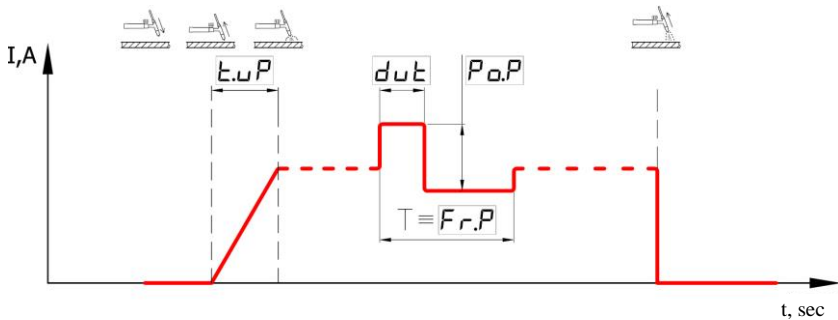 I,A
t.uP
dut
Po.P
T ≡ Fr.P
t, sec